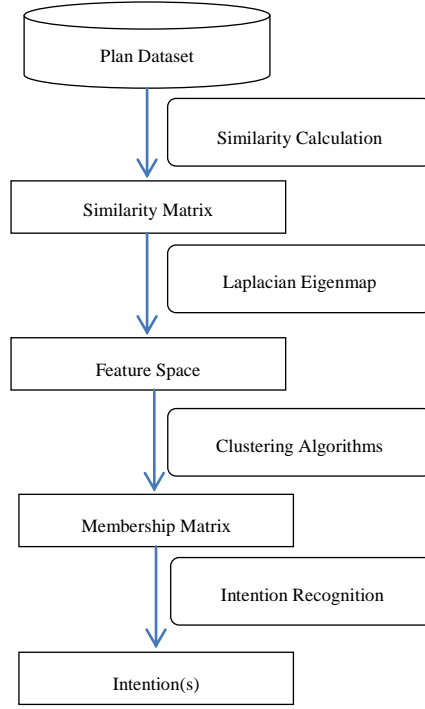 Plan Dataset
Similarity Calculation
Similarity Matrix
Laplacian Eigenmap
Feature Space
Clustering Algorithms
Membership Matrix
Intention Recognition
Intention(s)